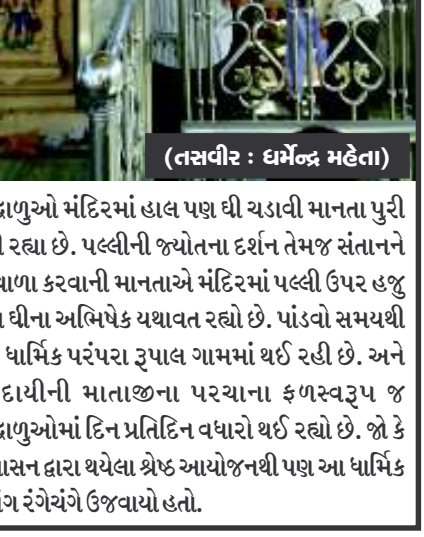 (તસવીર : ધર્મેન્દ્ર મહેતા)
મંદિરમાં હાલ પણ ઘી ચડાવી માનતા પુરી
રહ્યા છે. પલ્લીની જ્યોતના દર્શન તેમજ સંતાનને
કરવાની માનતાએ મંદિરમાં પલ્લી ઉપર હજુ
ઘીના અભિષેક યથાવત રહ્યો છે. પાંડવો સમયથી
ધાર્મિક પરંપરા રૂપાલ ગામમાં થઈ રહી છે. અને
માતાજીના પરચાના ફળસ્વરૂપ જ
દિન પ્રતિદિન વધારો થઈ રહ્યો છે. જો કે
દ્વારા થયેલા શ્રેષ્ઠ આયોજનથી પણ આ ધાર્મિક
રંગેચંગે ઉજવાયો હતો.